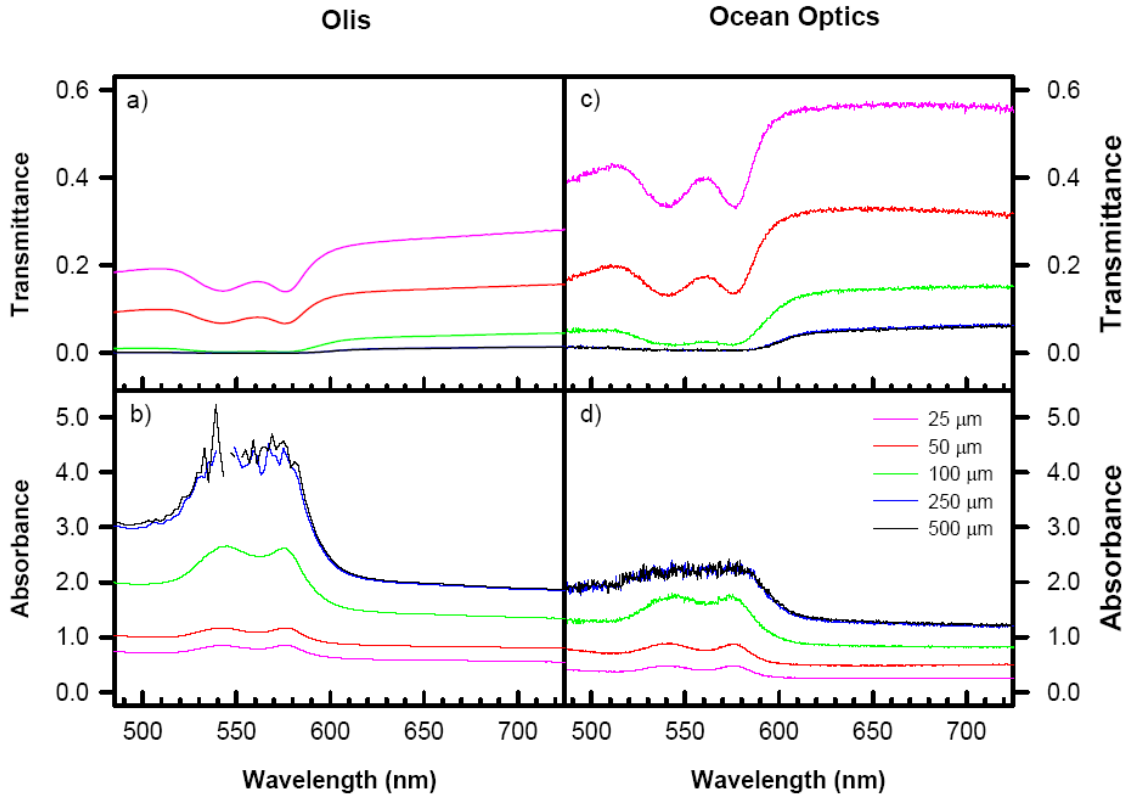 Olis
Ocean Optics
a)
c)
0.6
0.4
0.2
0.0
Transmittance
0.6
0.4
0.2
0.0
Transmittance
b)
d)
5.0
4.0
3.0
2.0
1.0
0.0
Absorbance
25 μm
50 μm
100 μm
250 μm
500 μm
5.0
4.0
3.0
2.0
1.0
0.0
Absorbance
500 550 600 650 700
500 550 600 650 700
Wavelength (nm)
Wavelength (nm)